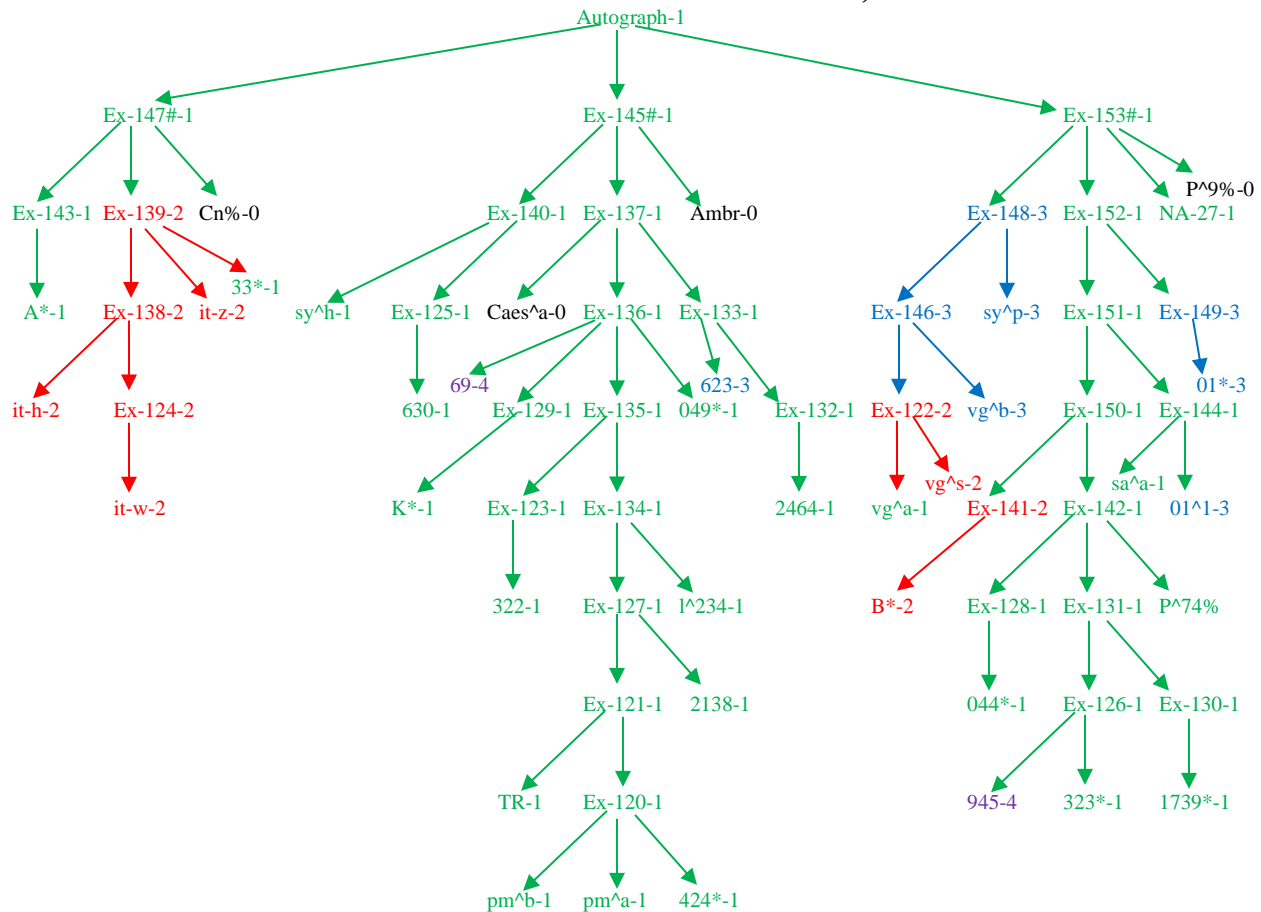 Autograph-1
Ex-147#-1 Ex-145#-1 Ex-153#-1
P^9%-0
Ex-143-1 Ex-139-2 Cn%-0 Ex-140-1 Ex-137-1 Ambr-0 Ex-148-3 Ex-152-1 NA-27-1
33*-1
A*-1 Ex-138-2 it-z-2 sy^h-1 Ex-125-1 Caes^a-0 Ex-136-1 Ex-133-1 Ex-146-3 sy^p-3 Ex-151-1 Ex-149-3
69-4 623-3 01*-3
it-h-2 Ex-124-2 630-1 Ex-129-1 Ex-135-1 049*-1 Ex-132-1 Ex-122-2 vg^b-3 Ex-150-1 Ex-144-1
vg^s-2 sa^a-1
it-w-2 K*-1 Ex-123-1 Ex-134-1 2464-1 vg^a-1 Ex-141-2 Ex-142-1 01^1-3
322-1 Ex-127-1 l^234-1 B*-2 Ex-128-1 Ex-131-1 P^74%
Ex-121-1 2138-1 044*-1 Ex-126-1 Ex-130-1
TR-1 Ex-120-1 945-4 323*-1 1739*-1
pm^b-1 pm^a-1 424*-1